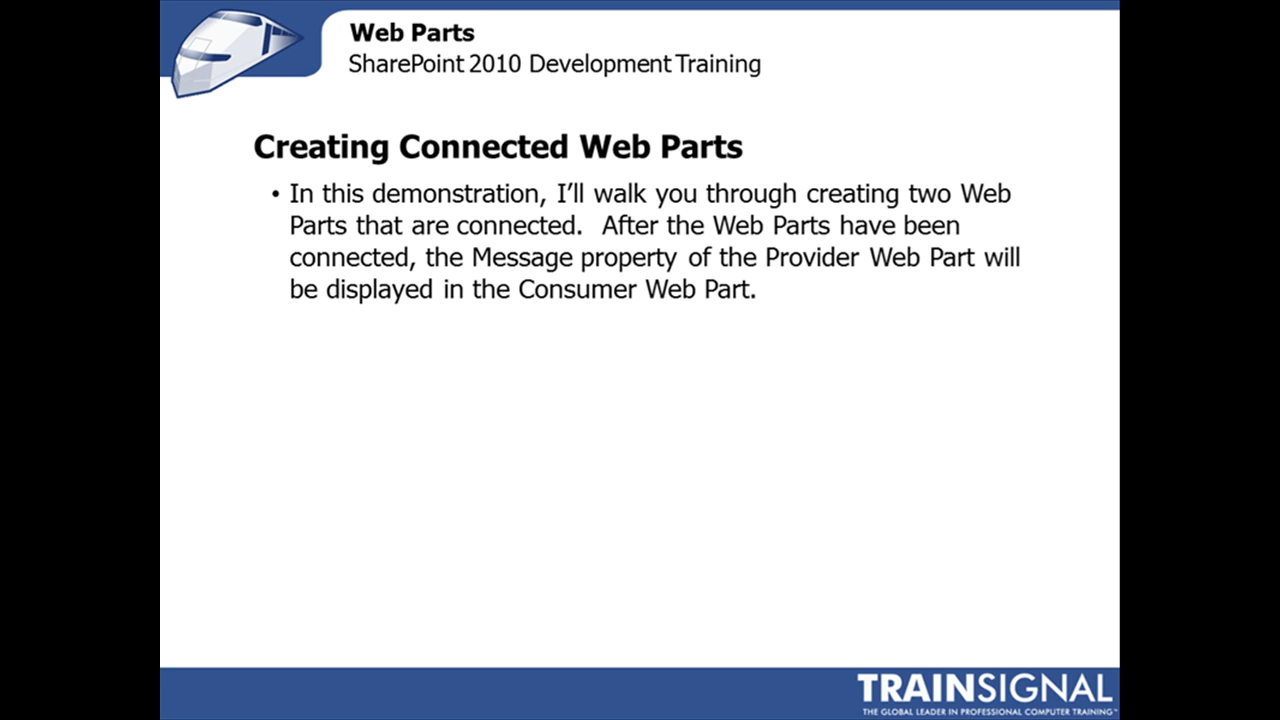 Web Parts
SharePoint 2010 Development Training
Creating Connected Web Parts
• In this demonstration, I’ll walk you through creating two Web
Parts that are connected.  After the Web Parts have been
connected, the Message property of the Provider Web Part will
be displayed in the Consumer Web Part.
TRAINSIGNAL
THE GLOBAL LEADER IN PROFESSIONAL COMPUTER TRAINING™